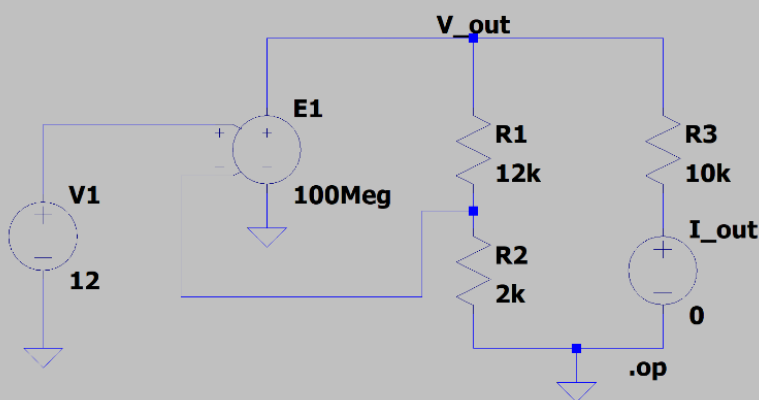 V_out
E1
+
+
R1
R3
-
-
12k
10k
V1
100Meg
+
I_out
R2
+
-
12
2k
-
0
.op